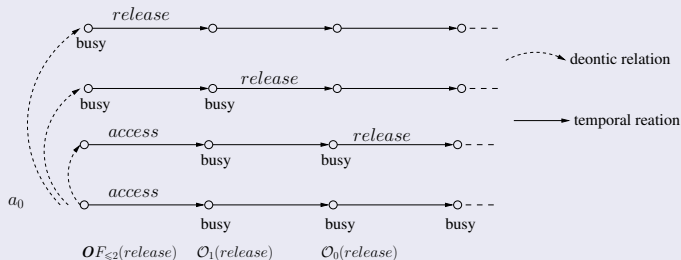 release
busy
deontic relation
release
busy busy
access release
temporal reation
busy busy
access
a0
busy busy busy
OF⩽2(release) O1(release) O0(release)